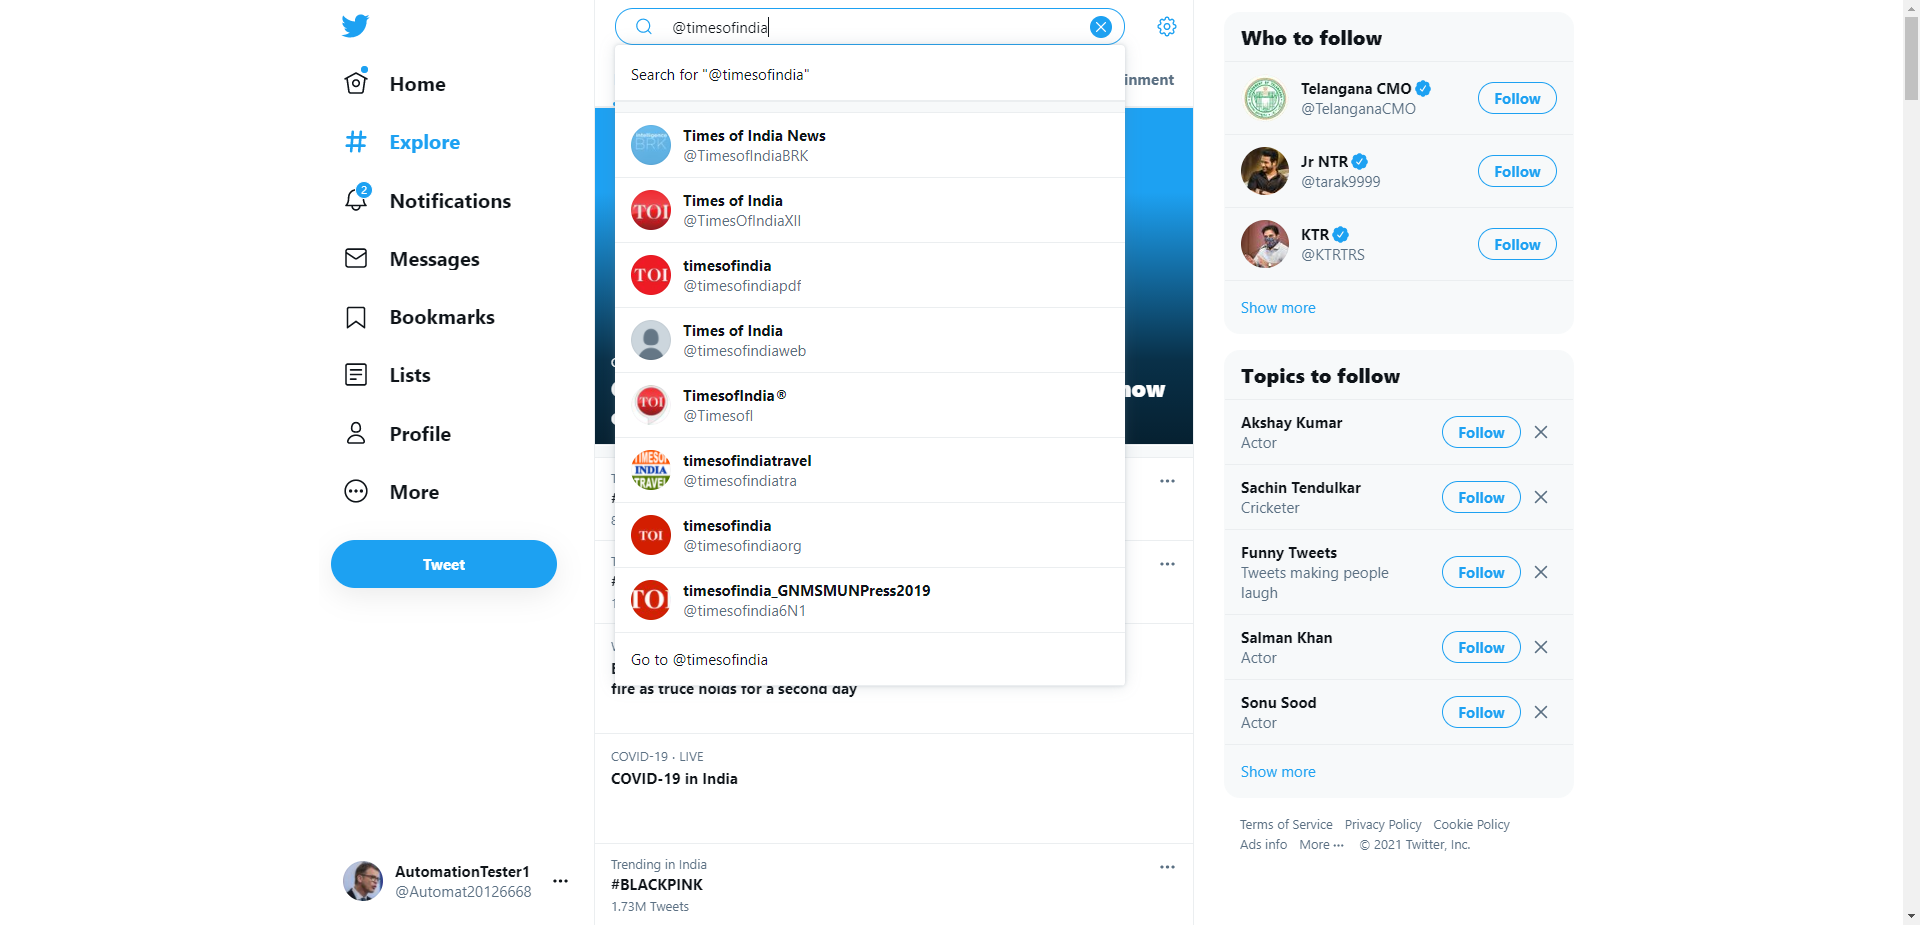 Home
Explore
2
Notifications
Messages
Bookmarks
Lists
Profile
More
Tweet
AutomationTester1
@Automat20126668
@timesofindia
Search for "@timesofindia"
inment
Times of India News
@TimesofIndiaBRK
TOI
Times of India
@TimesOfIndiaXII
TOI
timesofindia
@timesofindiapdf
Times of India
@timesofindiaweb
TOI
TimesofIndia®
@TimesofI
INDIA
TRAVEL
timesofindiatravel
@timesofindiatra
TOI
timesofindia
@timesofindiaorg
TOI
timesofindia_GNMSMUNPress2019
@timesofindia6N1
Go to @timesofindia
fire as truce holds for a second day
COVID-19 · LIVE
COVID-19 in India
Trending in India
#BLACKPINK
1.73M Tweets
Who to follow
Telangana CMO
@TelanganaCMO
Follow
Jr NTR
@tarak9999
Follow
KTR
@KTRTRS
Follow
Show more
Topics to follow
Akshay Kumar
Actor
Follow
Sachin Tendulkar
Cricketer
Follow
Funny Tweets
Tweets making people
laugh
Follow
Salman Khan
Actor
Follow
Sonu Sood
Actor
Follow
Show more
Terms of Service Privacy Policy Cookie Policy
Ads info More ··· © 2021 Twitter, Inc.